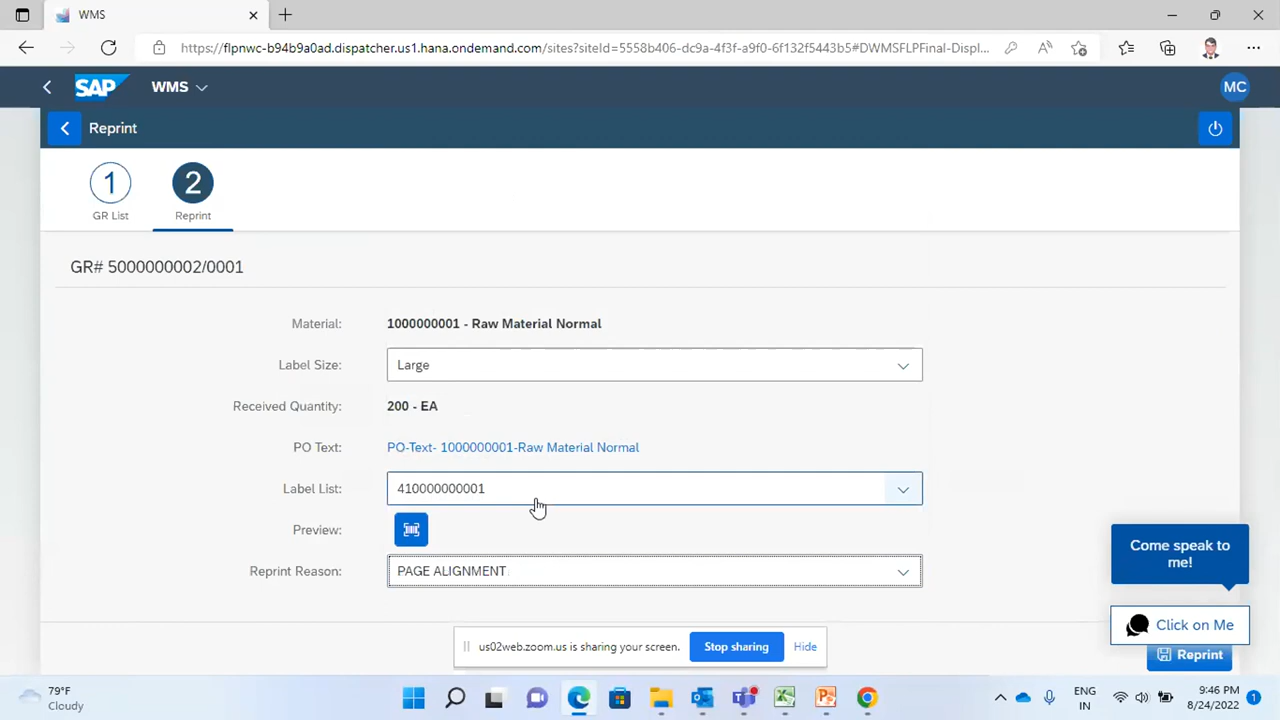 WMS
https://flpnwc-b94b9a0ad.dispatcher.us1.hana.ondemand.com/sites?siteId=5558b406-dc9a-4f3f-a9f0-6f132f5443b5#DWMSFLPFinal-Displ...
SAP WMS MC
Reprint
1 2
GR List Reprint
GR# 5000000002/0001
Material: 1000000001 - Raw Material Normal
Label Size: Large
Received Quantity: 200 - EA
PO Text: PO-Text- 1000000001-Raw Material Normal
Label List: 410000000001
Preview:
Reprint Reason: PAGE ALIGNMENT
Come speak to
me!
Click on Me
us02web.zoom.us is sharing your screen. Stop sharing Hide
Reprint
79°F
Cloudy
ENG
IN
9:46 PM
8/24/2022
1